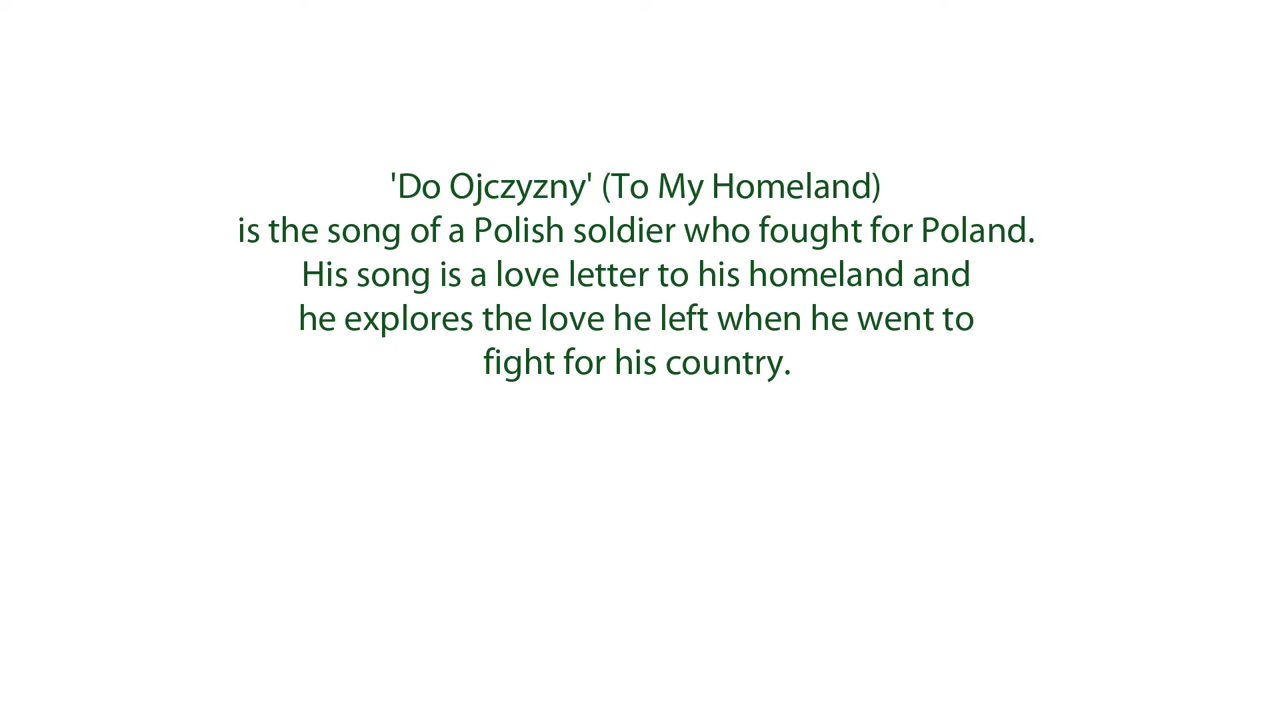 'Do Ojczyzny' (To My Homeland)
is the song of a Polish soldier who fought for Poland.
His song is a love letter to his homeland and
he explores the love he left when he went to
fight for his country.